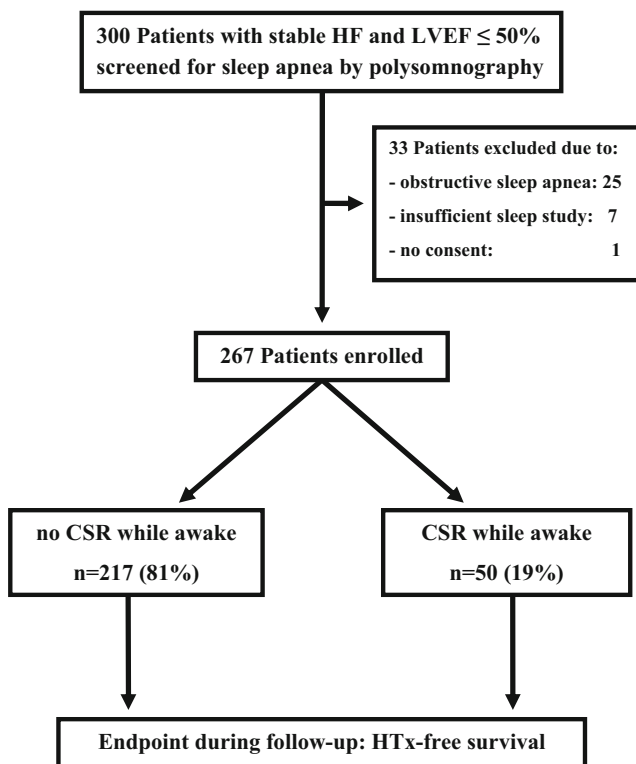 300 Patients with stable HF and LVEF ≤ 50%
screened for sleep apnea by polysomnography
33 Patients excluded due to:
- obstructive sleep apnea: 25
- insufficient sleep study: 7
- no consent: 1
267 Patients enrolled
no CSR while awake
n=217 (81%)
CSR while awake
n=50 (19%)
Endpoint during follow-up: HTx-free survival